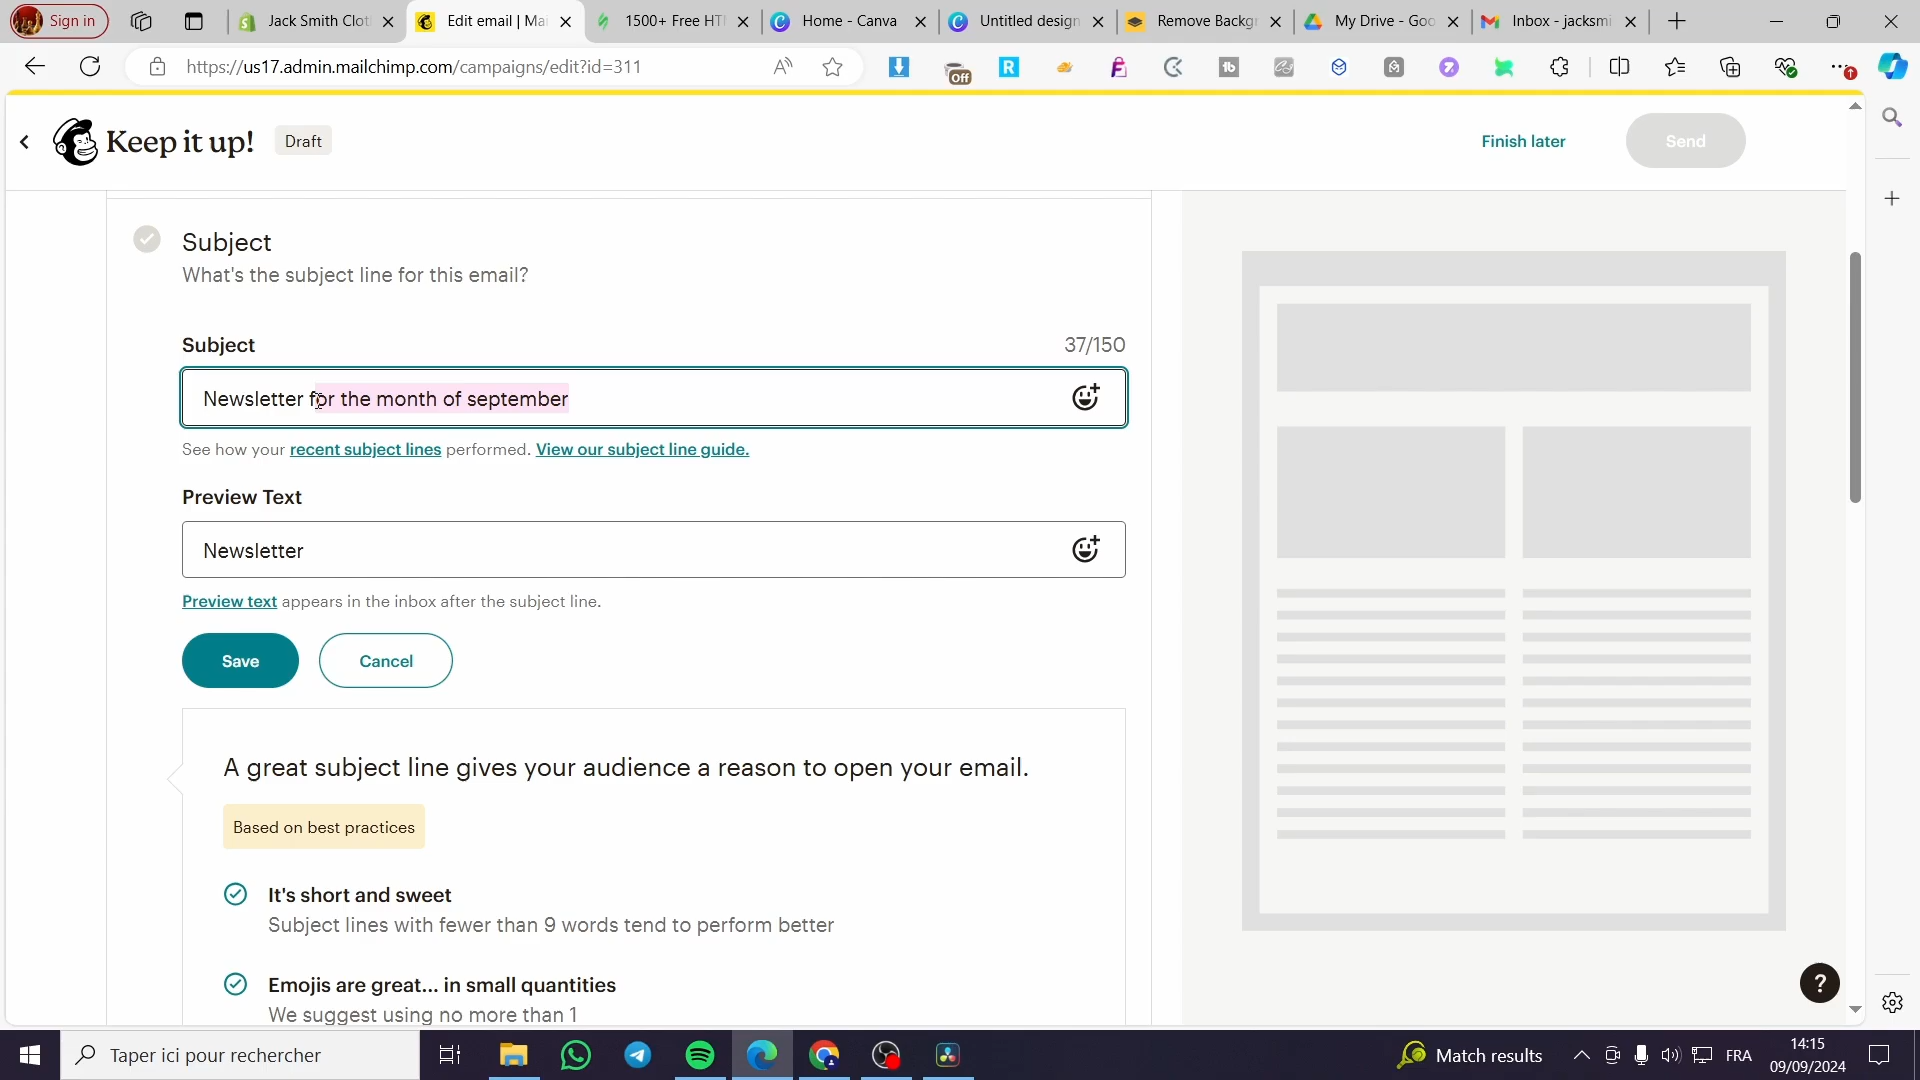 Sign in
Jack Smith Clot
Edit email | Mai
1500+ Free HTM
Home - Canva
Untitled design
Remove Backgr
My Drive - Goo
Inbox - jacksmi
https://us17.admin.mailchimp.com/campaigns/edit?id=311
Off
Keep it up!
Draft
Finish later
Send
Subject
What's the subject line for this email?
Subject
37/150
Newsletter for the month of september
See how your recent subject lines performed. View our subject line guide.
Preview Text
Newsletter
Preview text appears in the inbox after the subject line.
Save
Cancel
A great subject line gives your audience a reason to open your email.
Based on best practices
It's short and sweet
Subject lines with fewer than 9 words tend to perform better
Emojis are great... in small quantities
We suggest using no more than 1
?
Taper ici pour rechercher
Match results
FRA
14:15
09/09/2024